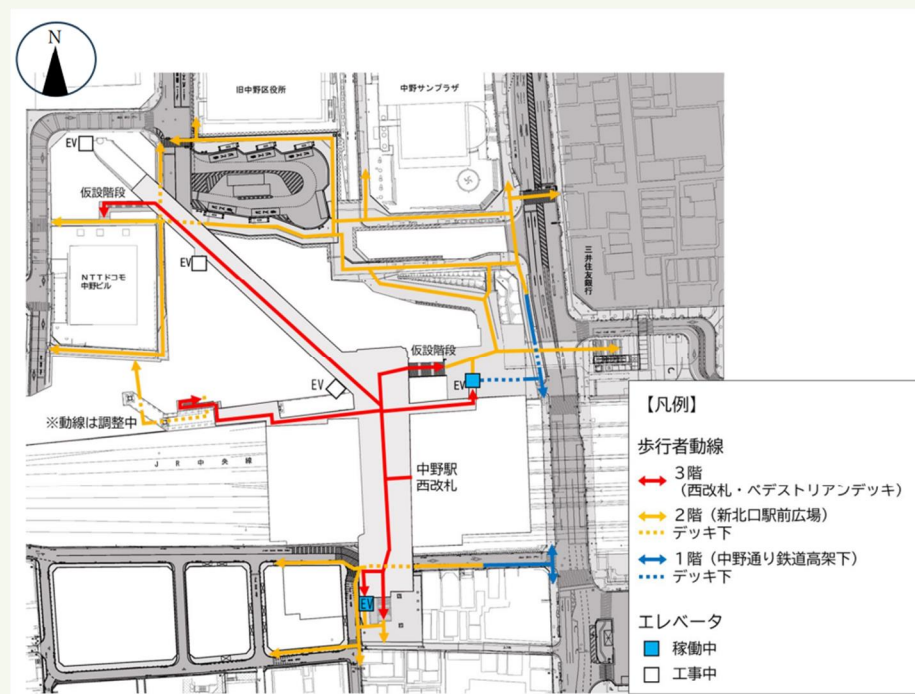 N
旧中野区役所
中野サンプラザ
EV
仮設階段
三井住友銀行
EV
NTTドコモ
中野ビル
仮設階段
EV
EV
※動線は調整中
JR中央線
中野駅
西改札
EV
【凡例】
歩行者動線
3階
(西改札・ペデストリアンデッキ)
2階(新北口駅前広場)
デッキ下
1階(中野通り鉄道高架下)
デッキ下
エレベータ
稼働中
工事中